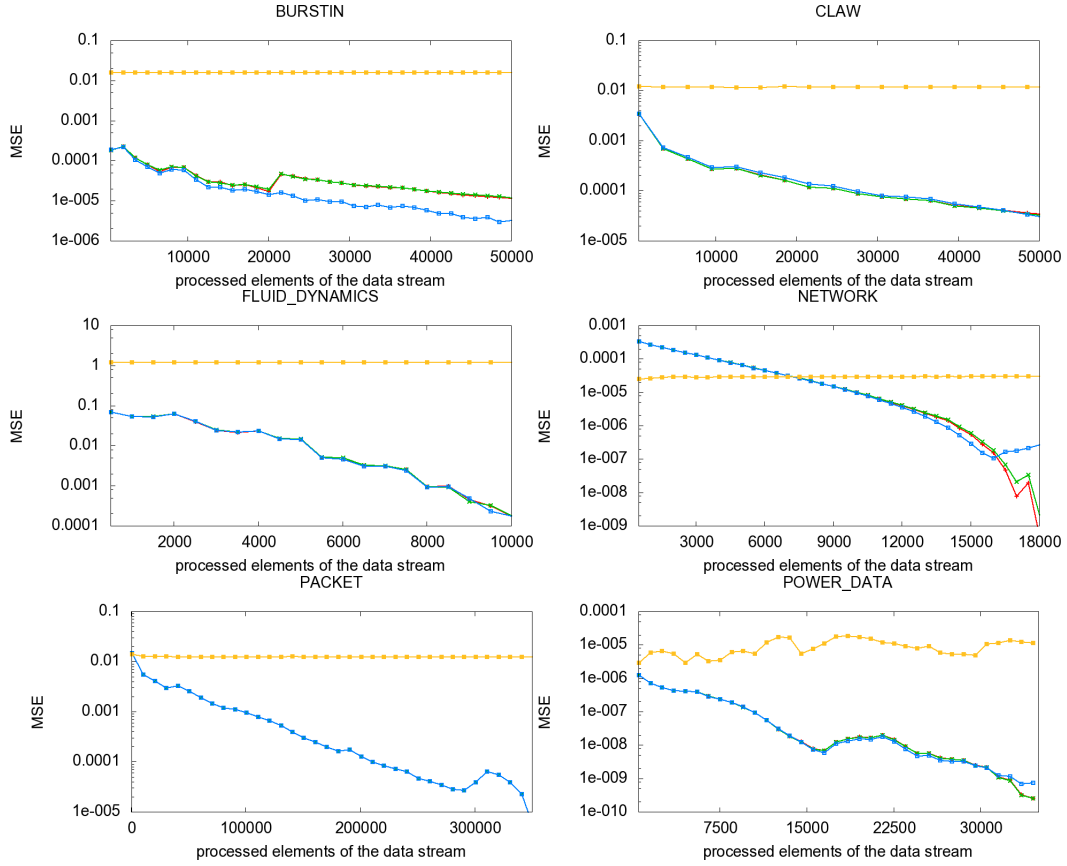 BURSTIN
0.1
0.01
0.001
0.0001
1e-005
1e-006
MSE
10000 20000 30000 40000 50000
processed elements of the data stream
CLAW
0.1
0.01
0.001
0.0001
1e-005
MSE
10000 20000 30000 40000 50000
processed elements of the data stream
FLUID_DYNAMICS
10
1
0.1
0.01
0.001
0.0001
MSE
2000 4000 6000 8000 10000
processed elements of the data stream
NETWORK
0.001
0.0001
1e-005
1e-006
1e-007
1e-008
1e-009
MSE
3000 6000 9000 12000 15000 18000
processed elements of the data stream
PACKET
0.1
0.01
0.001
0.0001
1e-005
MSE
0 100000 200000 300000
processed elements of the data stream
POWER_DATA
0.0001
1e-005
1e-006
1e-007
1e-008
1e-009
1e-010
MSE
7500 15000 22500 30000
processed elements of the data stream